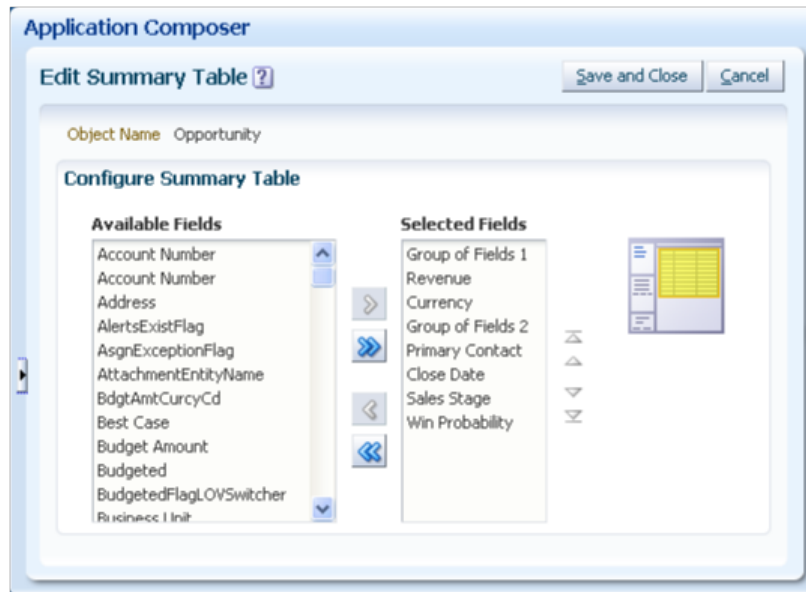 Application Composer
Edit Summary Table ?
Save and Close
Cancel
Object Name Opportunity
Configure Summary Table
Available Fields
Account Number
Account Number
Address
AlertsExistFlag
AsgnExceptionFlag
AttachmentEntityName
BdgtAmtCurcyCd
Best Case
Budget Amount
Budgeted
BudgetedFlagLOVSwitcher
Business Unit
Selected Fields
Group of Fields 1
Revenue
Currency
Group of Fields 2
Primary Contact
Close Date
Sales Stage
Win Probability